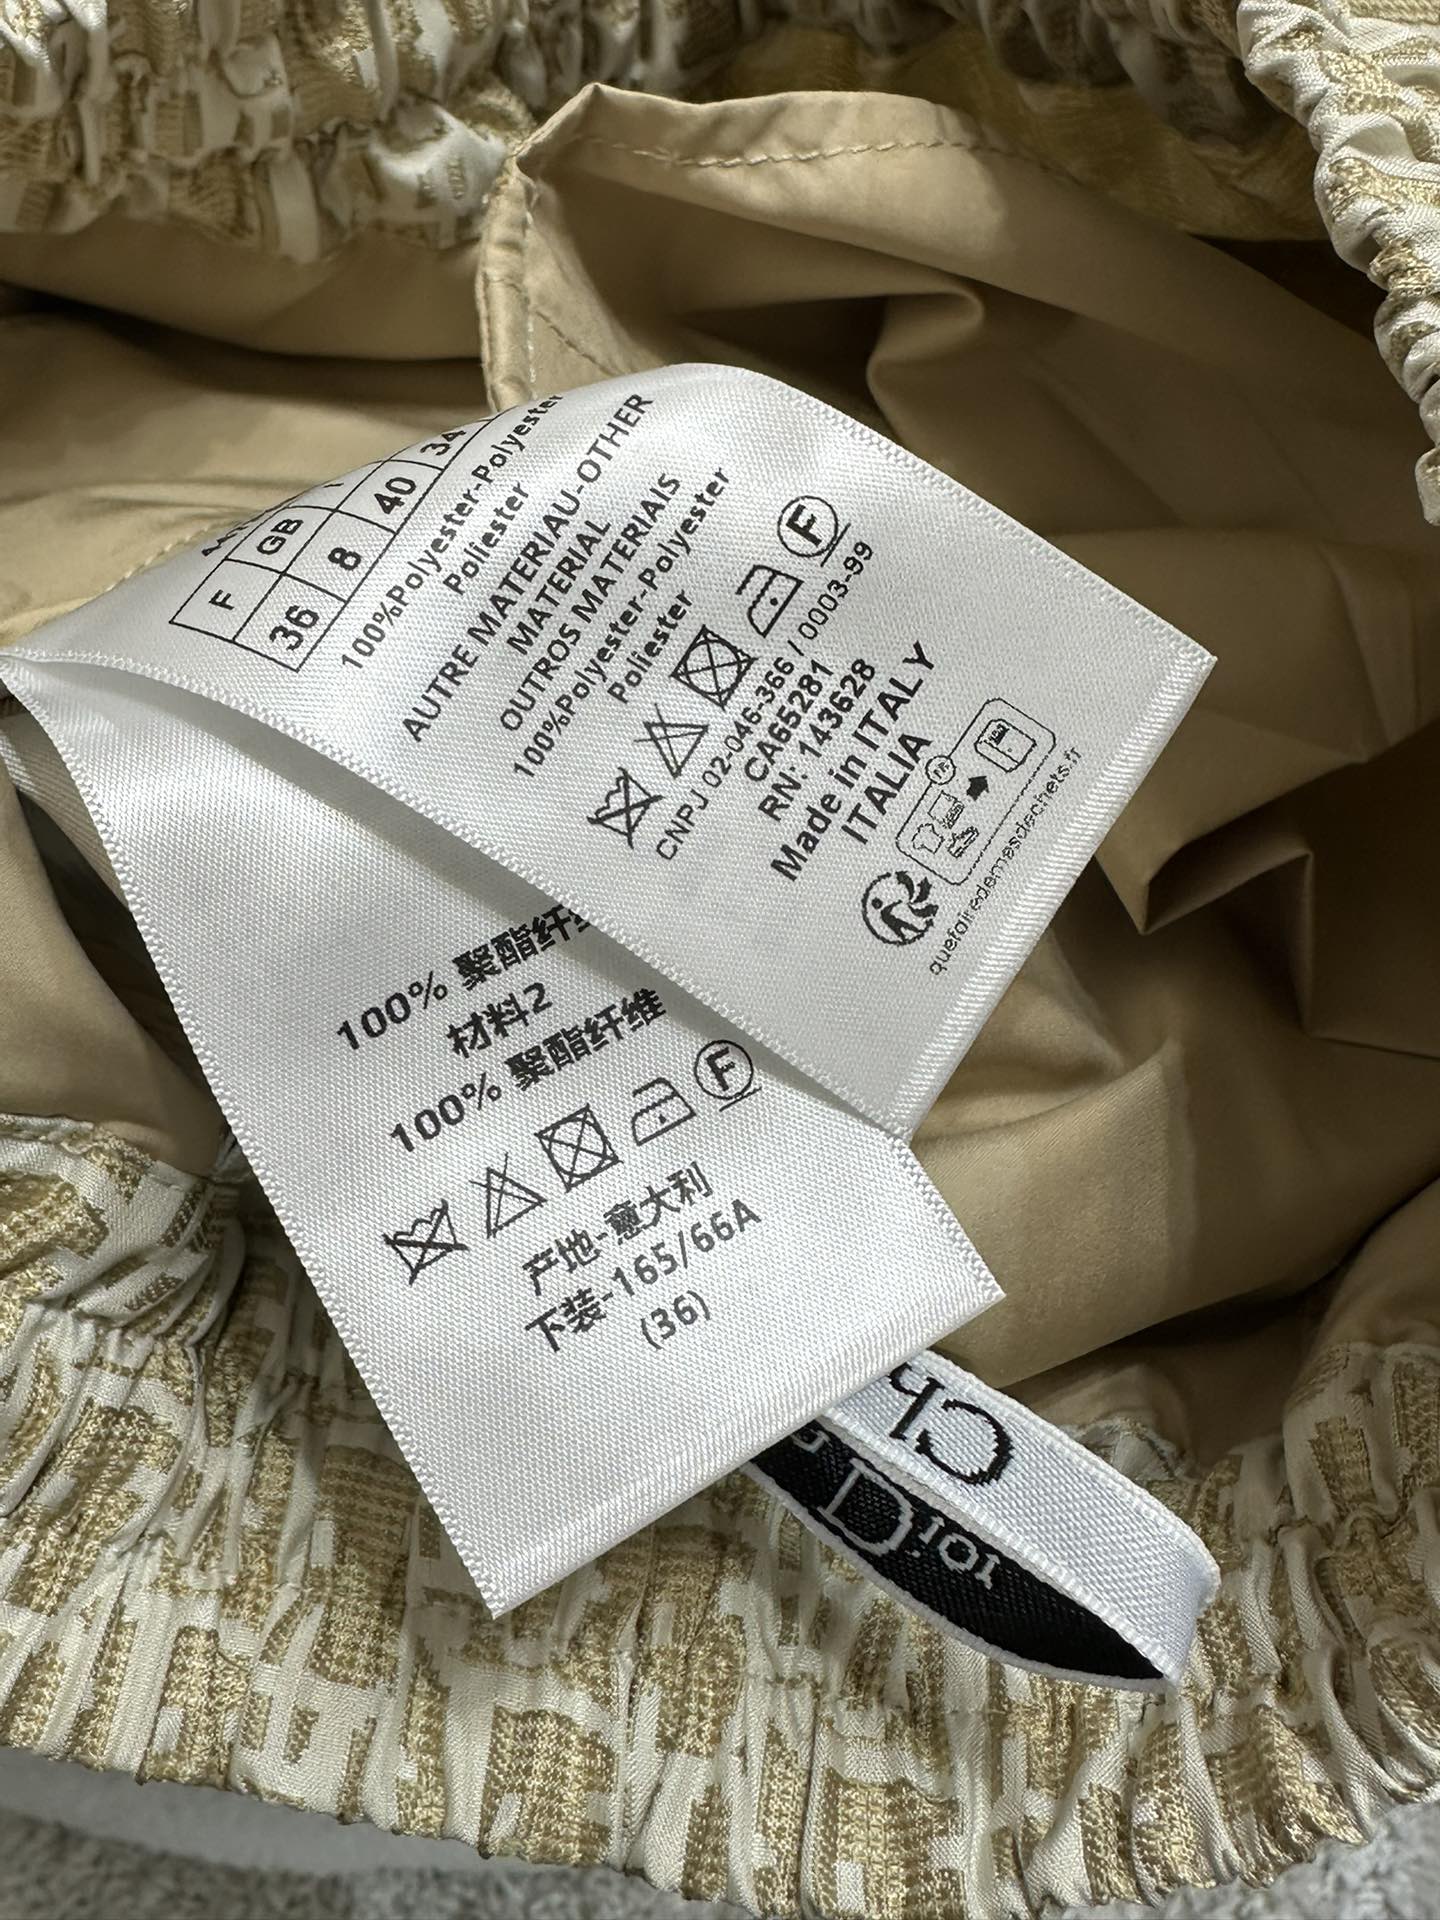 F GB
36 8 40 34
100%Polyester-Polyester
Poliester
AUTRE MATERIAU-OTHER
MATERIAL
OUTROS MATERIAIS
100%Polyester-Polyester
Poliester
F
CNPJ 02-046-366 / 0003-99
CA65281
RN: 143628
Made in ITALY
ITALIA
FR
quefairedemesdechets.fr
100% 聚酯纤
材料2
100% 聚酯纤维
F
产地-意大利
下装-165/66A
(36)
Ch
Dior